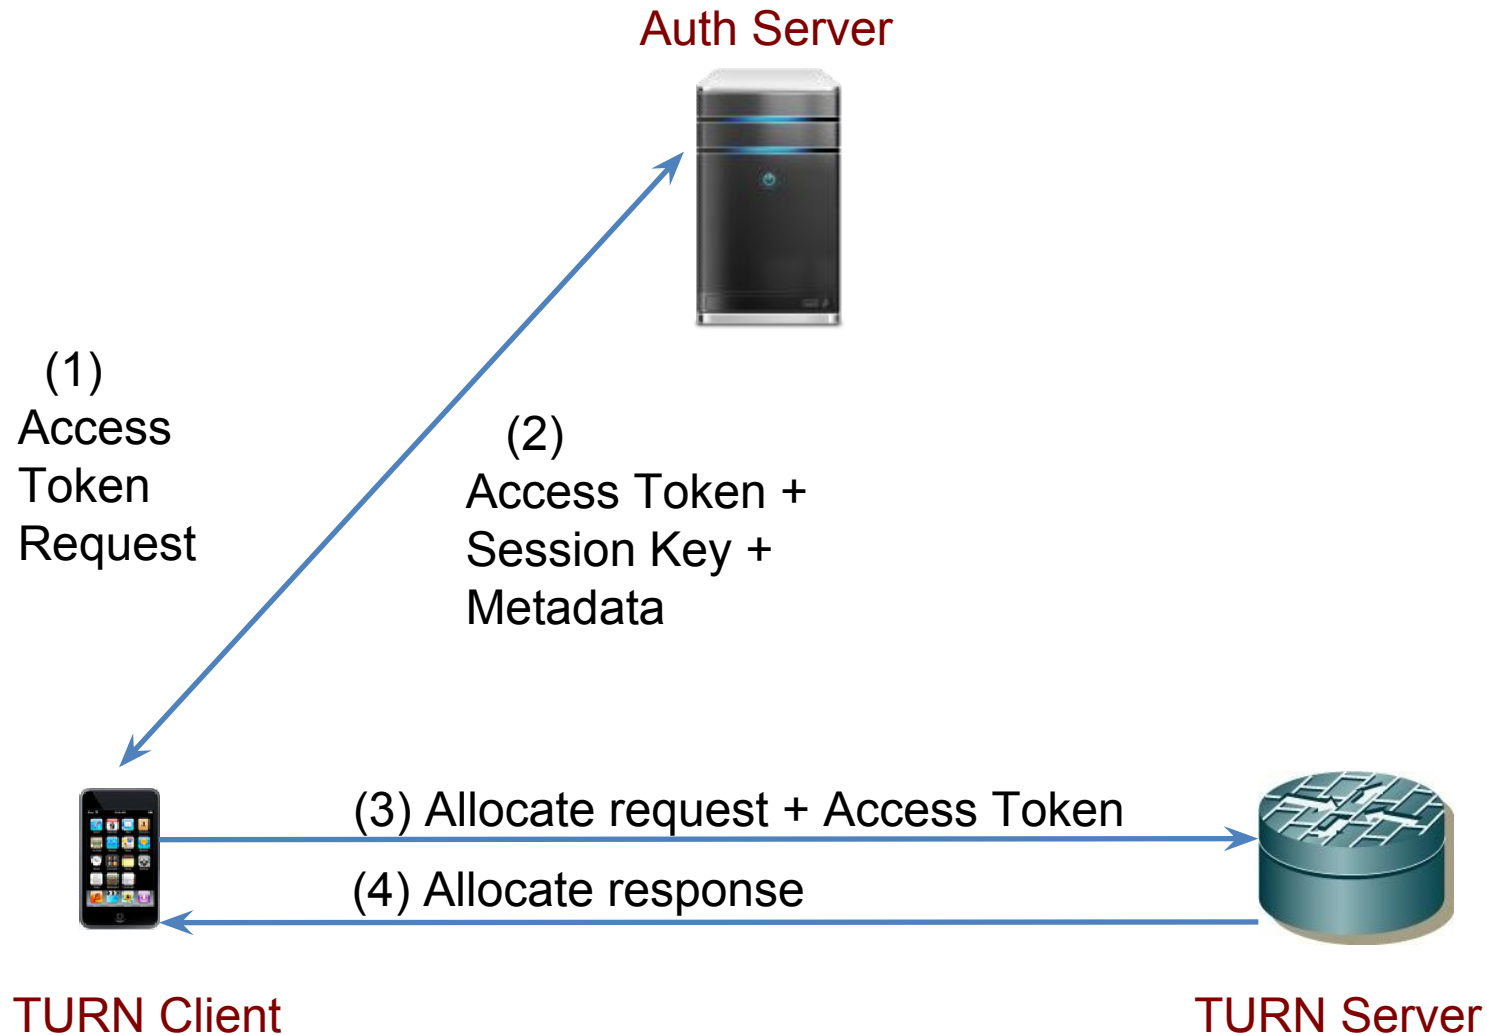 Auth Server
(1)
Access
Token
Request
(2)
Access Token +
Session Key +
Metadata
(3) Allocate request + Access Token
(4) Allocate response
TURN Client
TURN Server